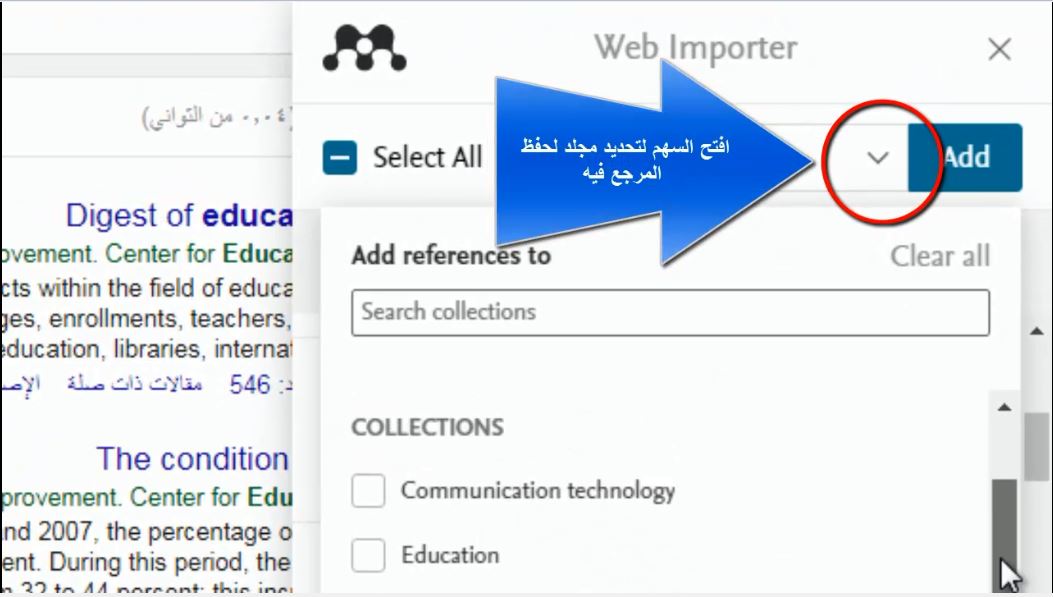 Web Importer
(٠,٠٤ من الثواني)
Select All
افتح السهم لتحديد مجلد لحفظ
المرجع فيه
Add
Digest of educa
ovement. Center for Educa
cts within the field of educa
ges, enrollments, teachers,
education, libraries, internat
د: 546 مقالات ذات صلة الإصد
Add references to
Clear all
Search collections
COLLECTIONS
The condition
provement. Center for Edu
Communication technology
nd 2007, the percentage o
ent. During this period, the
Education
m 32 to 44 percent; this inc